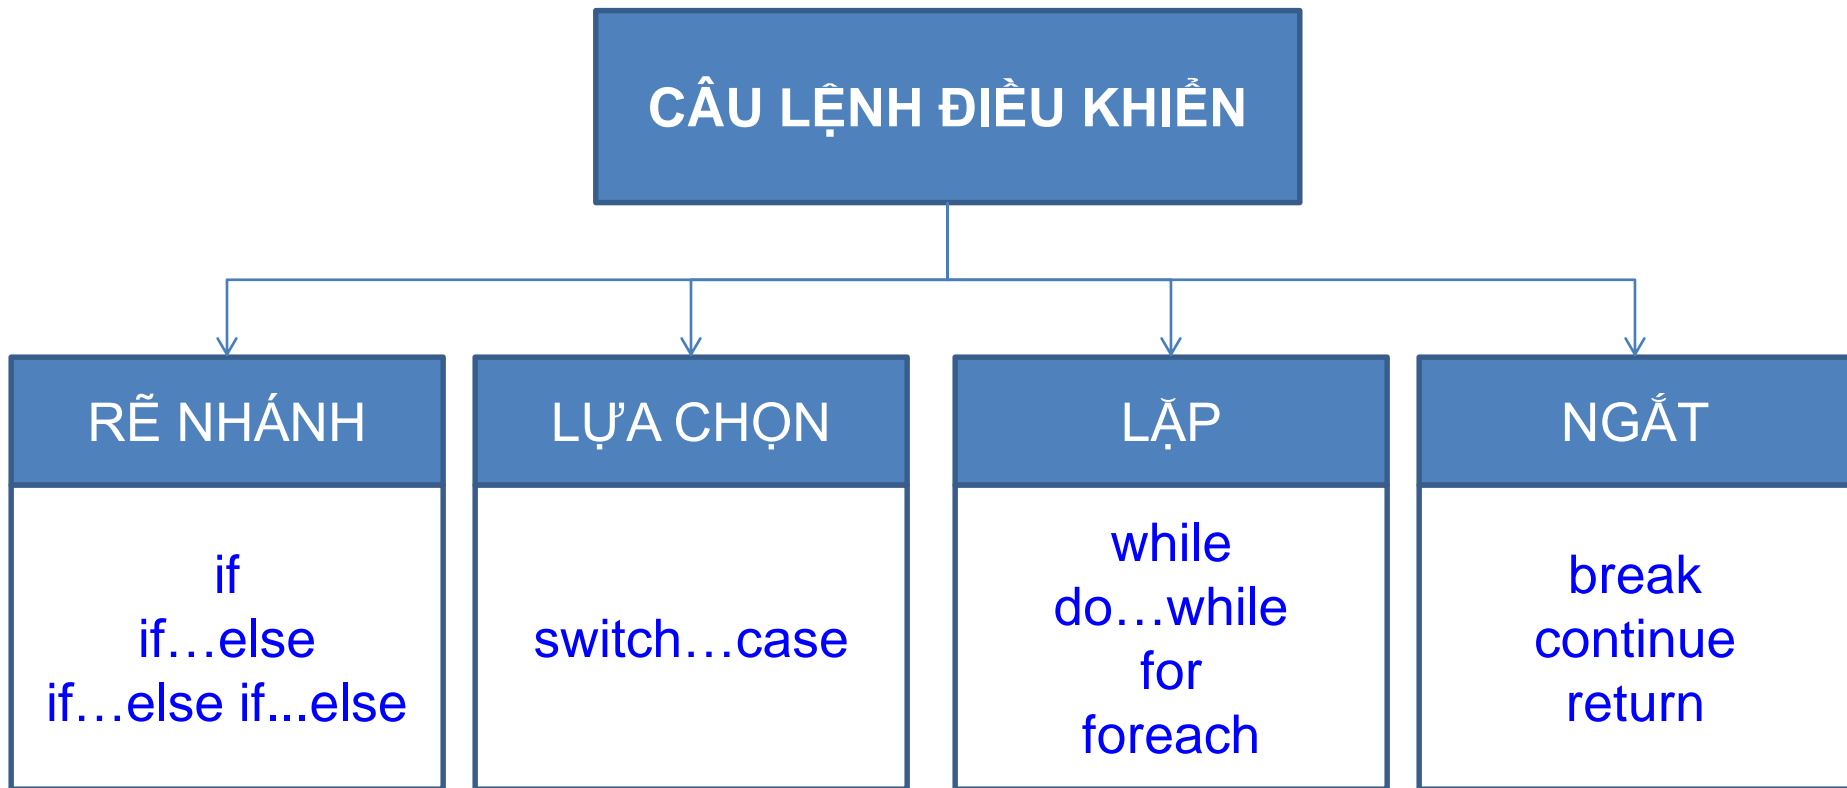 CÂU LỆNH ĐIỀU KHIỂN
RẼ NHÁNH
if
if…else
if…else if...else
LỰA CHỌN
switch…case
LẶP
while
do…while
for
foreach
NGẮT
break
continue
return